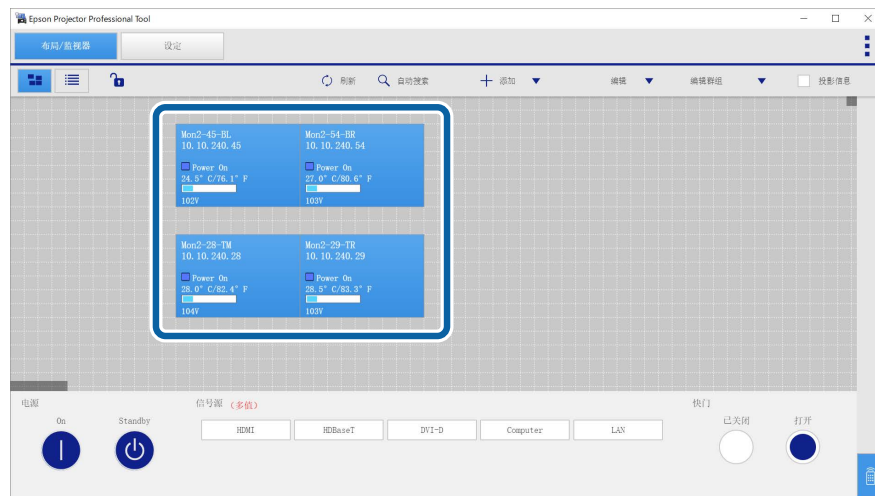 Epson Projector Professional Tool
布局/监视器 设定
刷新 自动搜索 添加 编辑 编辑群组 投影信息
Mon2-45-BL Mon2-54-BR
10.10.240.45 10.10.240.54
Power On Power On
24.5° C/76.1° F 27.0° C/80.6° F
102V 103V
Mon2-28-TM Mon2-29-TR
10.10.240.28 10.10.240.29
Power On Power On
28.0° C/82.4° F 28.5° C/83.3° F
104V 103V
电源 信号源 (多值) 快门
On Standby 已关闭 打开
HDMI HDBaseT DVI-D Computer LAN